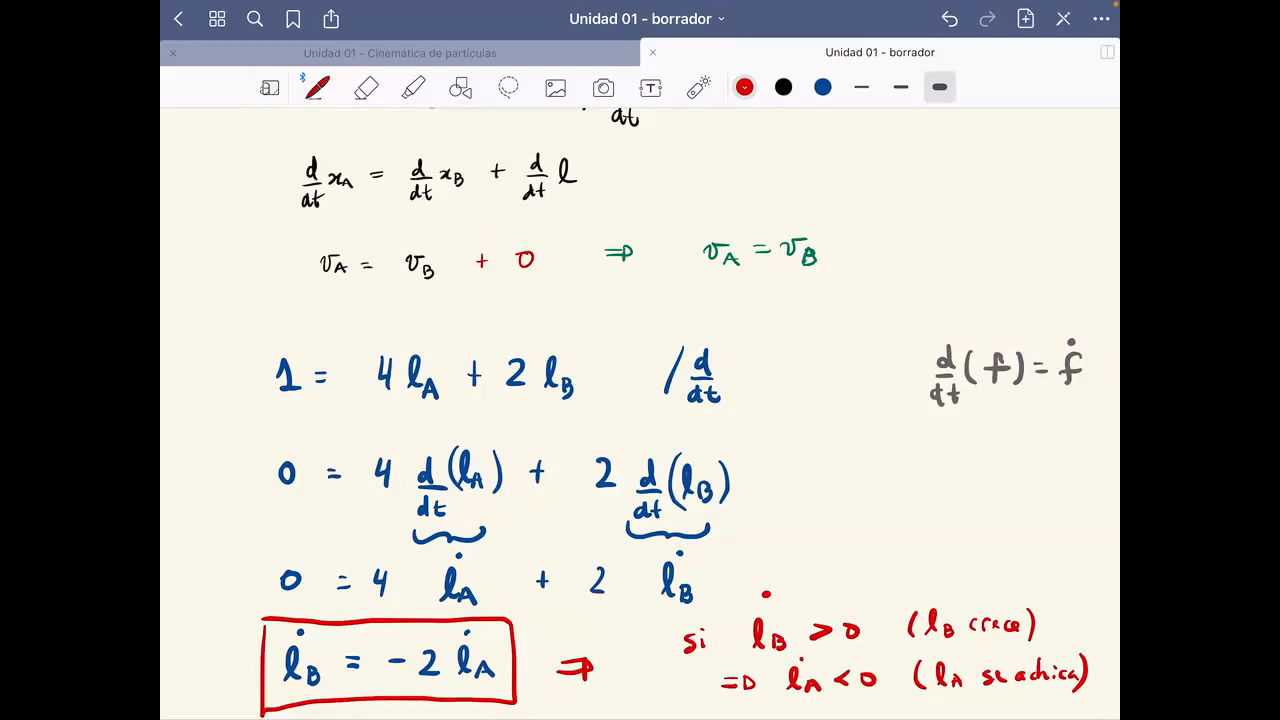 Unidad 01 - borrador
Unidad 01 - Cinemática de partículas
Unidad 01 - borrador
T
dt
d/dt x_A = d/dt x_B + d/dt l
v_A = v_B + 0 ⇒ v_A = v_B
1 = 4 l_A + 2 l_B / d/dt
d/dt (f) = ḟ
0 = 4 d/dt (l_A) + 2 d/dt (l_B)
0 = 4 l̇_A + 2 l̇_B
l̇_B = -2 l̇_A ⇒ si l̇_B > 0 (l_B crece)
⇒ l̇_A < 0 (l_A se achica)